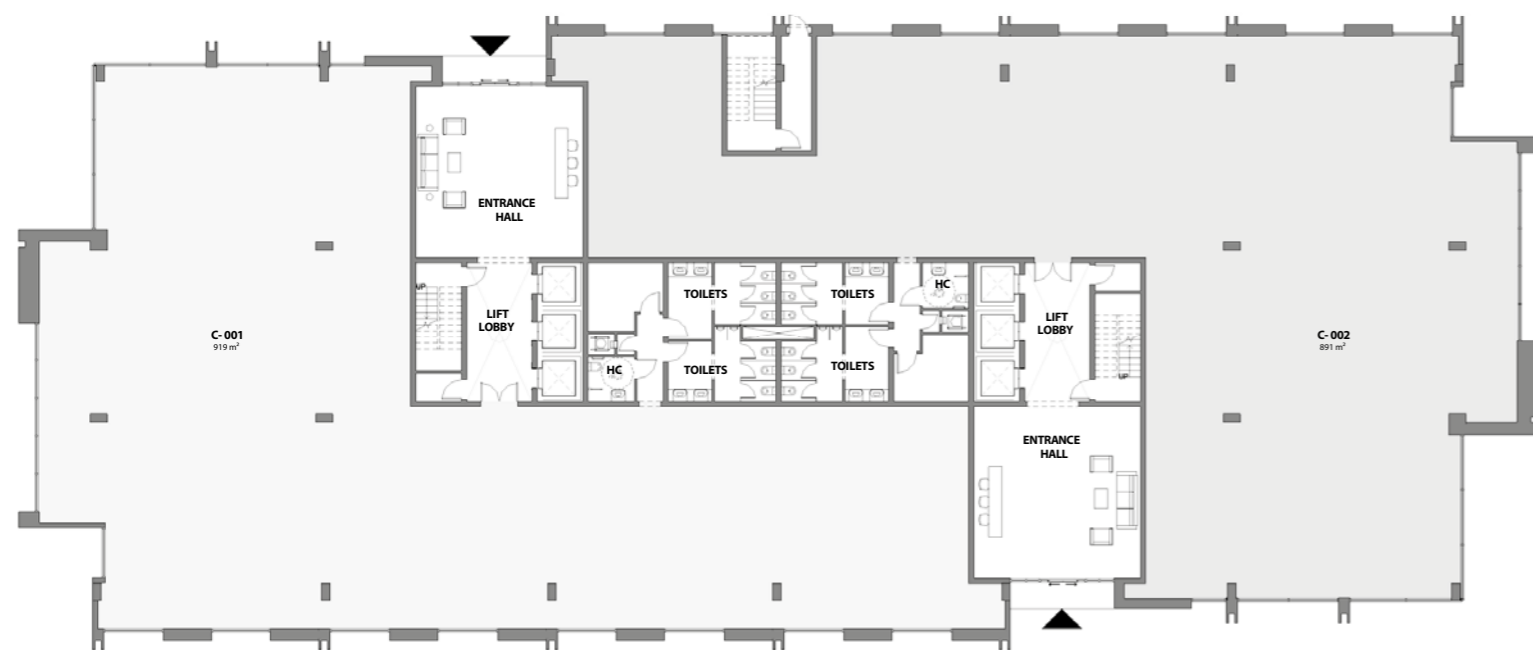 ENTRANCE
HALL
UP
LIFT
LOBBY
TOILETS
TOILETS
HC
LIFT
LOBBY
C- 001
919 m²
C- 002
891 m²
HC
TOILETS
TOILETS
UP
ENTRANCE
HALL